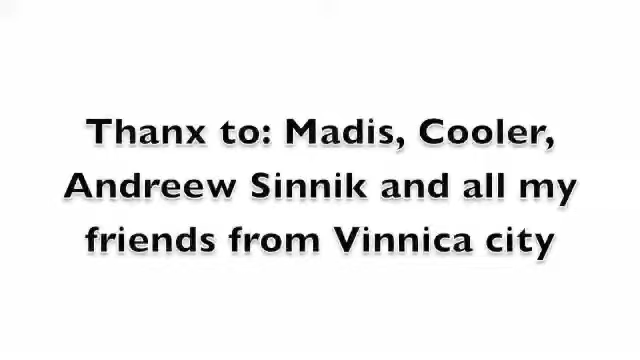 Thanx to: Madis, Cooler,
Andreew Sinnik and all my
friends from Vinnica city